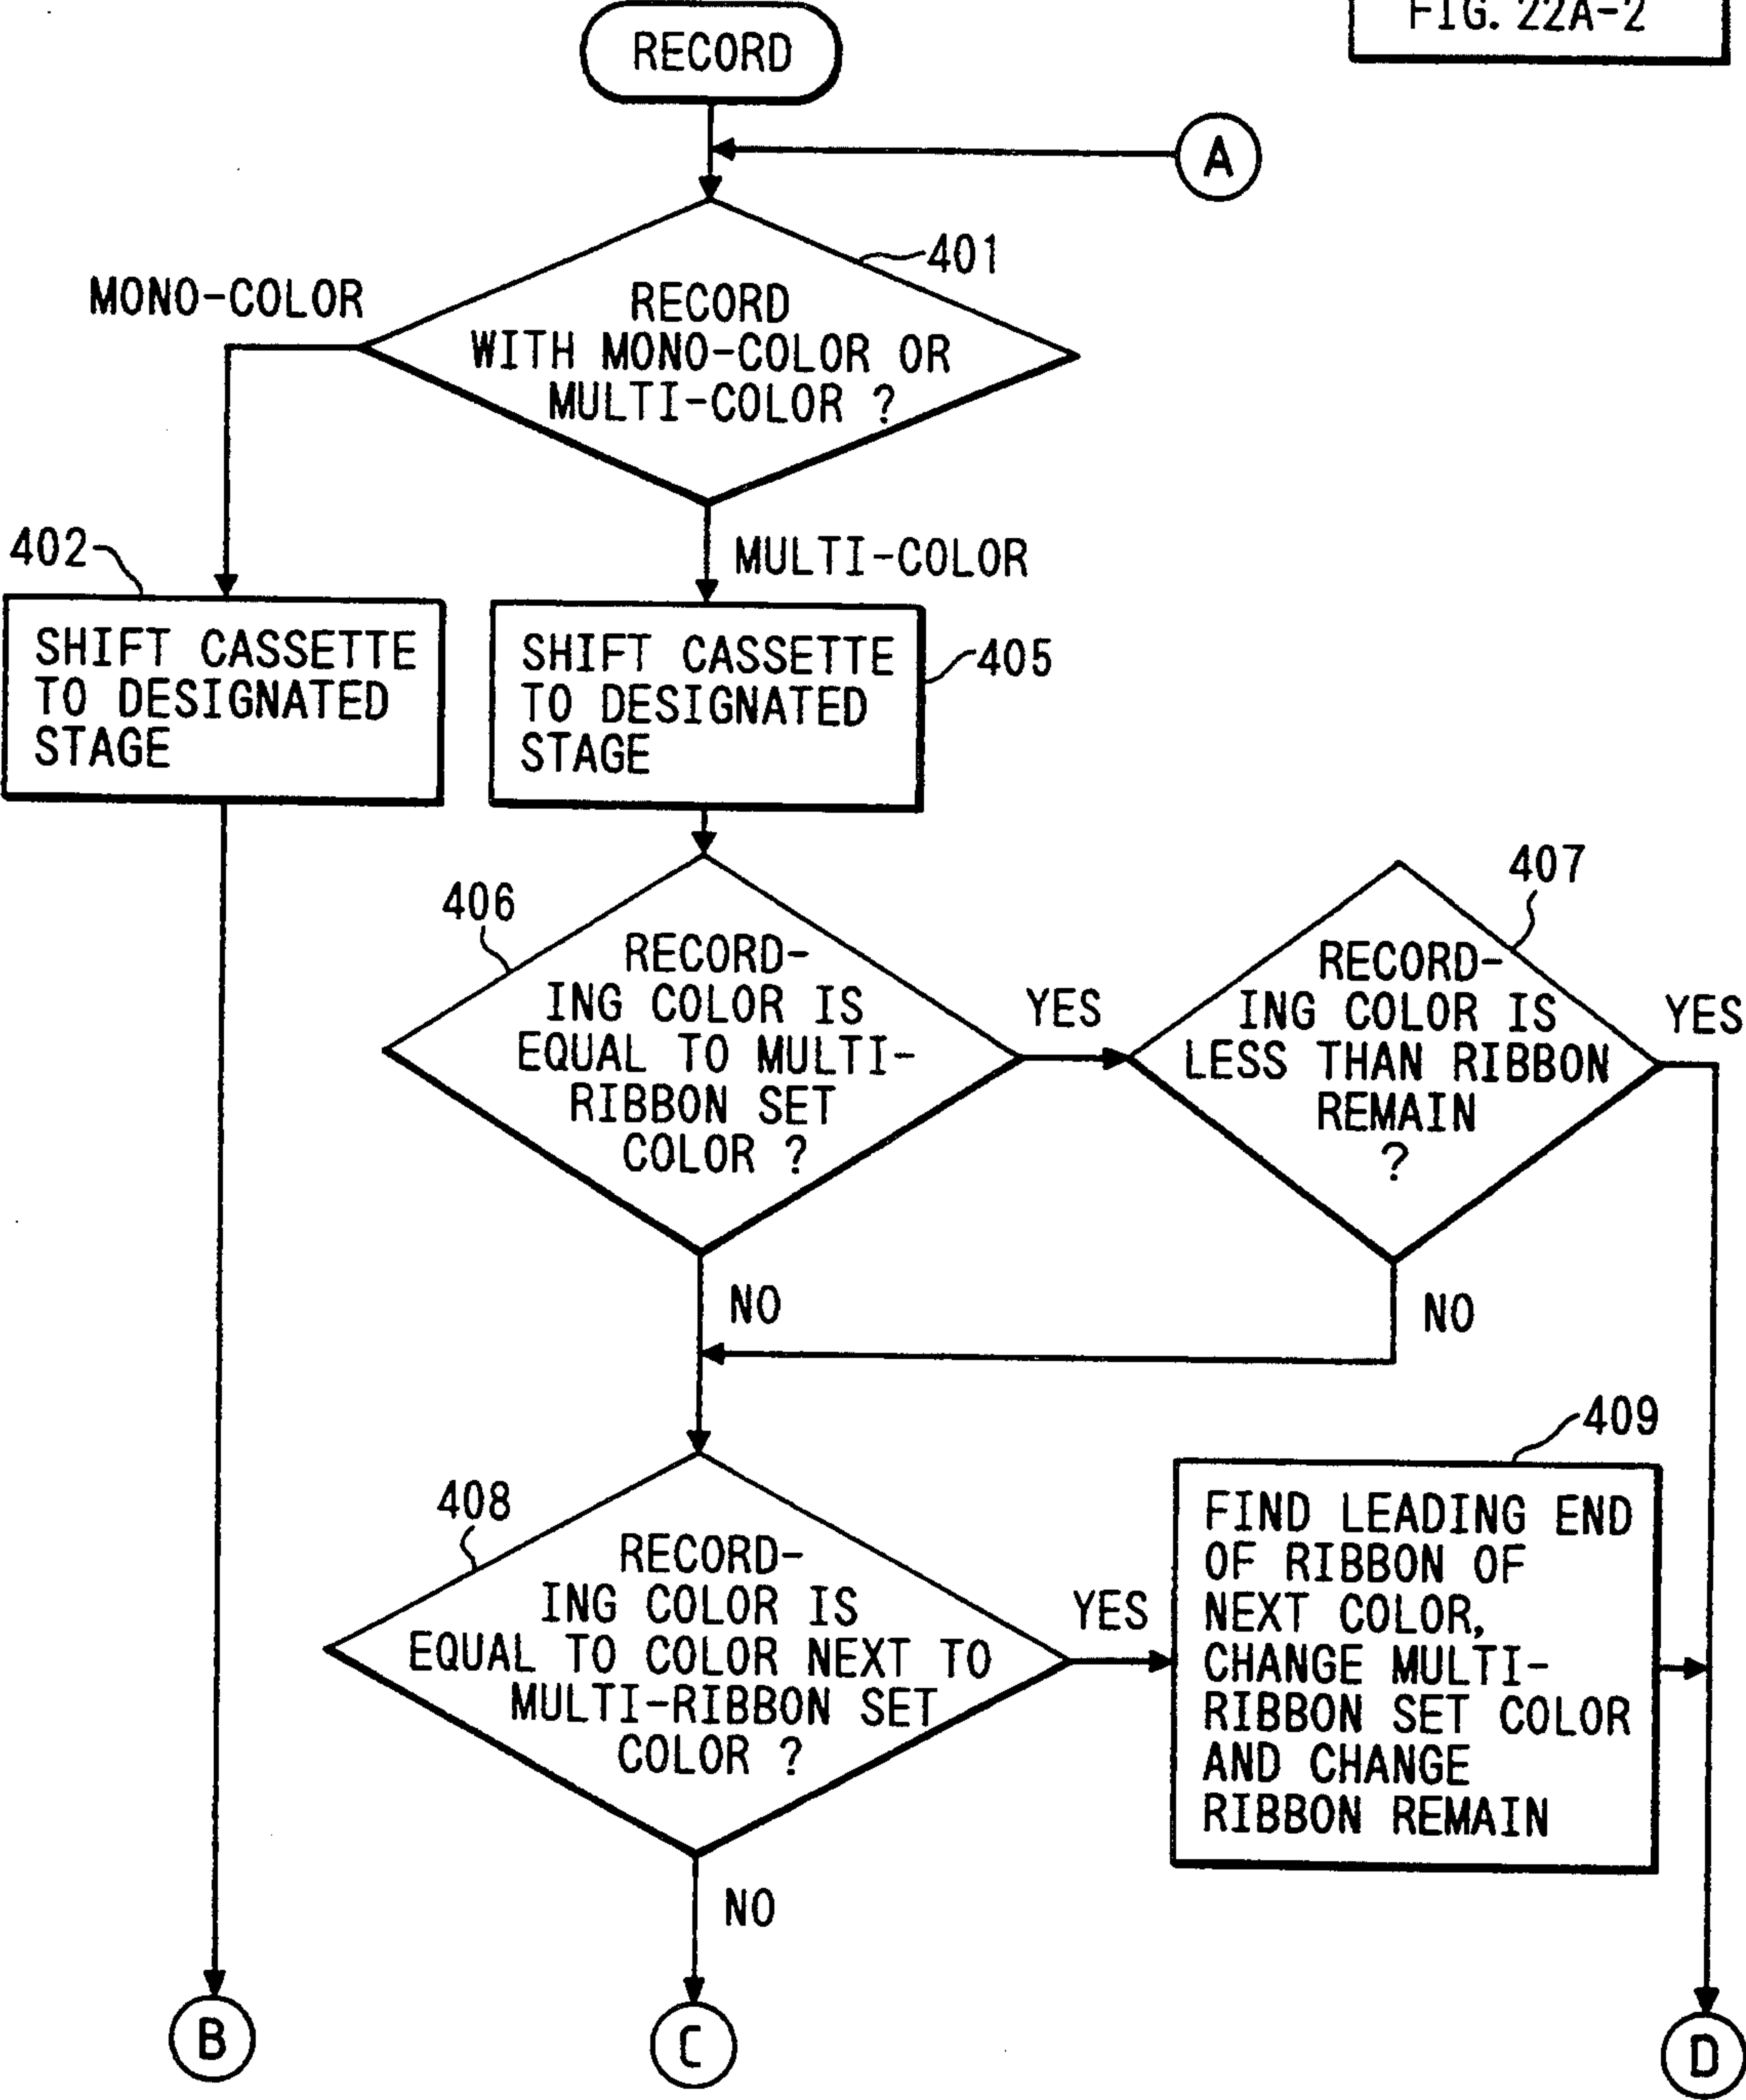 FIG. 22A-2
RECORD
A
401
MONO-COLOR
RECORD
WITH MONO-COLOR OR
MULTI-COLOR ?
402
MULTI-COLOR
SHIFT CASSETTE
TO DESIGNATED
STAGE
SHIFT CASSETTE
TO DESIGNATED
STAGE
405
406
RECORD-
ING COLOR IS
EQUAL TO MULTI-
RIBBON SET
COLOR ?
YES
407
RECORD-
ING COLOR IS
LESS THAN RIBBON
REMAIN
?
YES
NO
NO
408
RECORD-
ING COLOR IS
EQUAL TO COLOR NEXT TO
MULTI-RIBBON SET
COLOR ?
YES
409
FIND LEADING END
OF RIBBON OF
NEXT COLOR,
CHANGE MULTI-
RIBBON SET COLOR
AND CHANGE
RIBBON REMAIN
NO
B
C
D